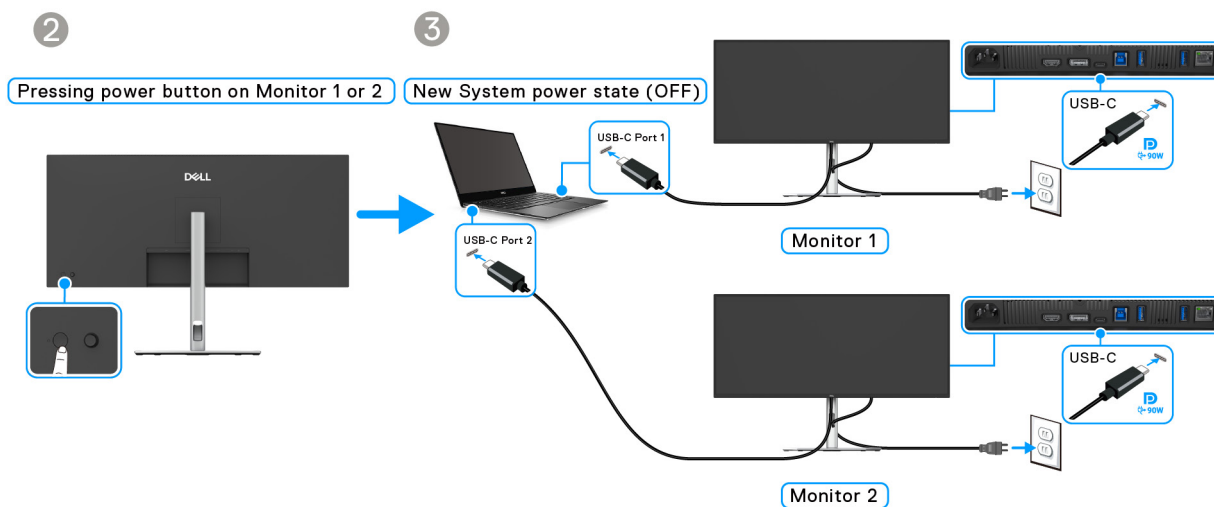 2
3
Pressing power button on Monitor 1 or 2
New System power state (OFF)
DELL
USB-C Port 1
USB-C
90W
Monitor 1
USB-C Port 2
USB-C
90W
Monitor 2